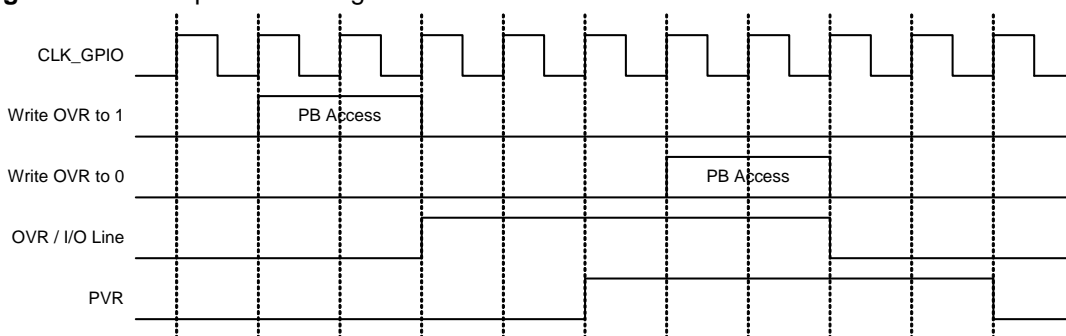 CLK_GPIO
Write OVR to 1 PB Access
Write OVR to 0 PB Access
OVR / I/O Line
PVR